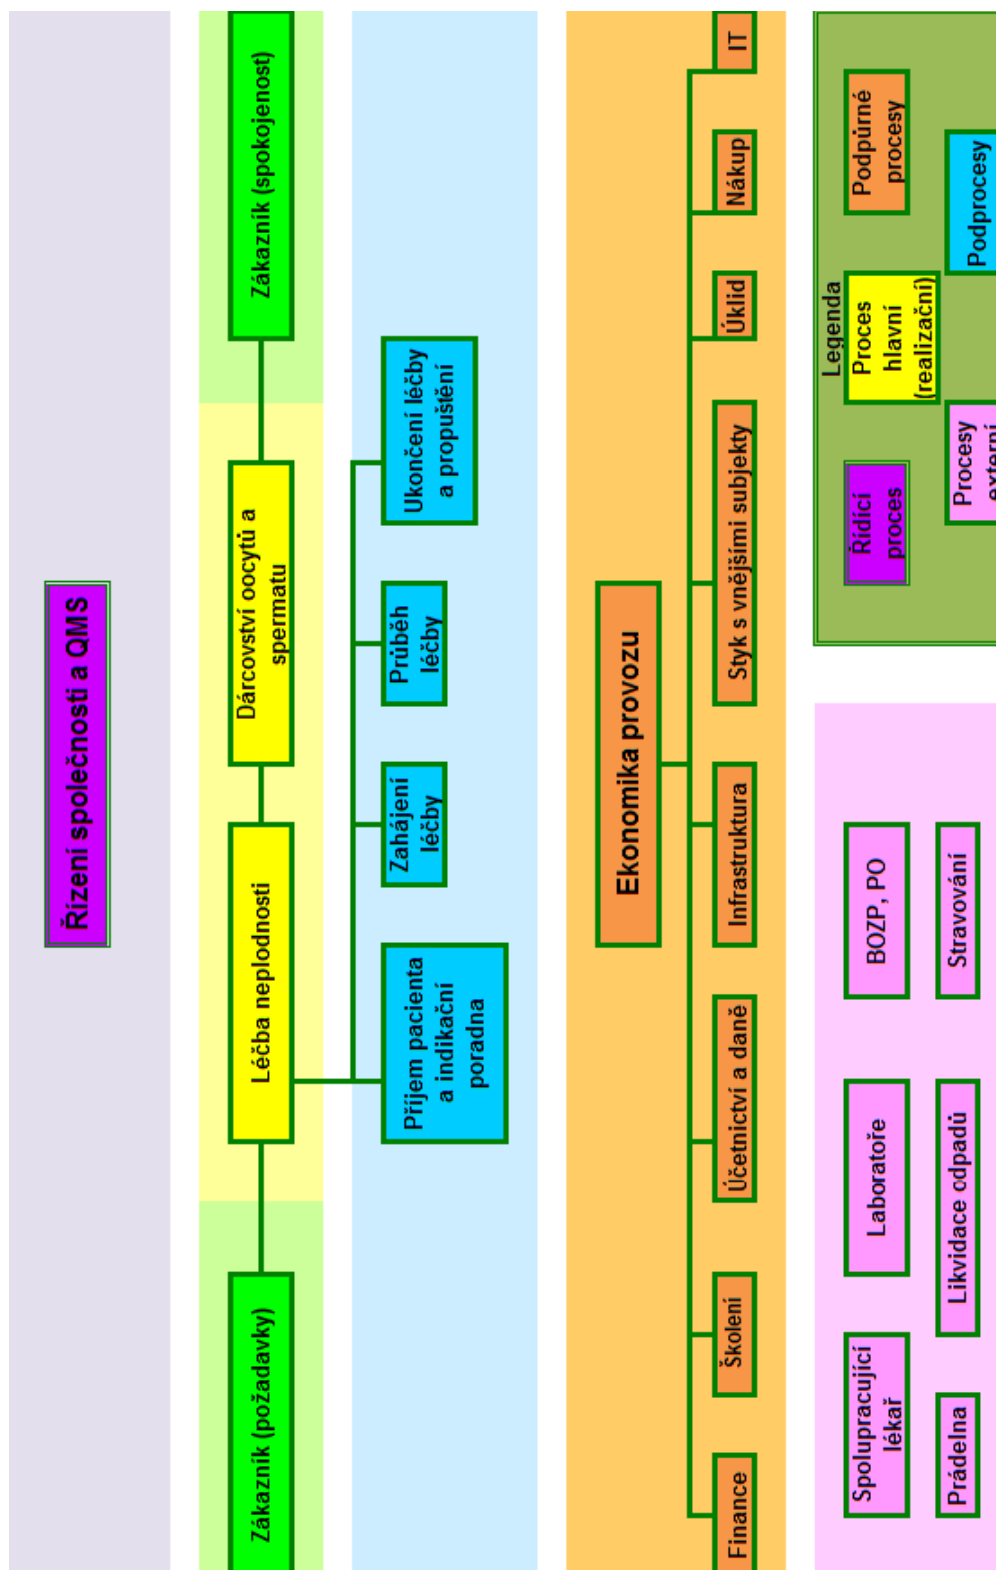 Řízení společnosti a QMS
Zákazník (požadavky)
Léčba neplodnosti
Dárcovství oocytů a
spermatu
Zákazník (spokojenost)
Příjem pacienta
a indikační
poradna
Zahájení
léčby
Průběh
léčby
Ukončení léčby
a propuštění
Ekonomika provozu
Finance
Školení
Účetnictví a daně
Infrastruktura
Styk s vnějšími subjekty
Úklid
Nákup
IT
Spolupracující
lékař
Laboratoře
BOZP, PO
Prádelna
Likvidace odpadů
Stravování
Legenda
Řídící
proces
Proces
hlavní
(realizační)
Podpůrné
procesy
Procesy
externí
Podprocesy